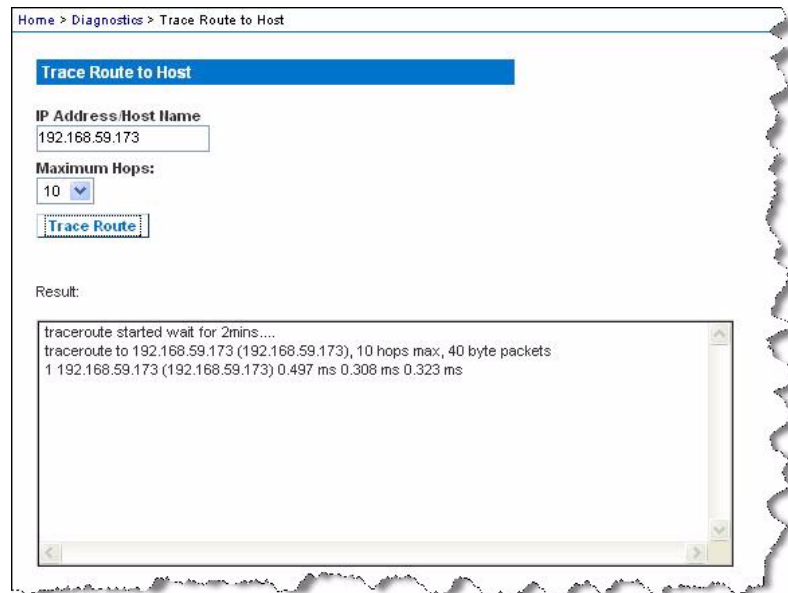 Home > Diagnostics > Trace Route to Host
Trace Route to Host
IP Address/Host Name
192.168.59.173
Maximum Hops:
10
Trace Route
Result:
traceroute started wait for 2mins....
traceroute to 192.168.59.173 (192.168.59.173), 10 hops max, 40 byte packets
1 192.168.59.173 (192.168.59.173) 0.497 ms 0.308 ms 0.323 ms